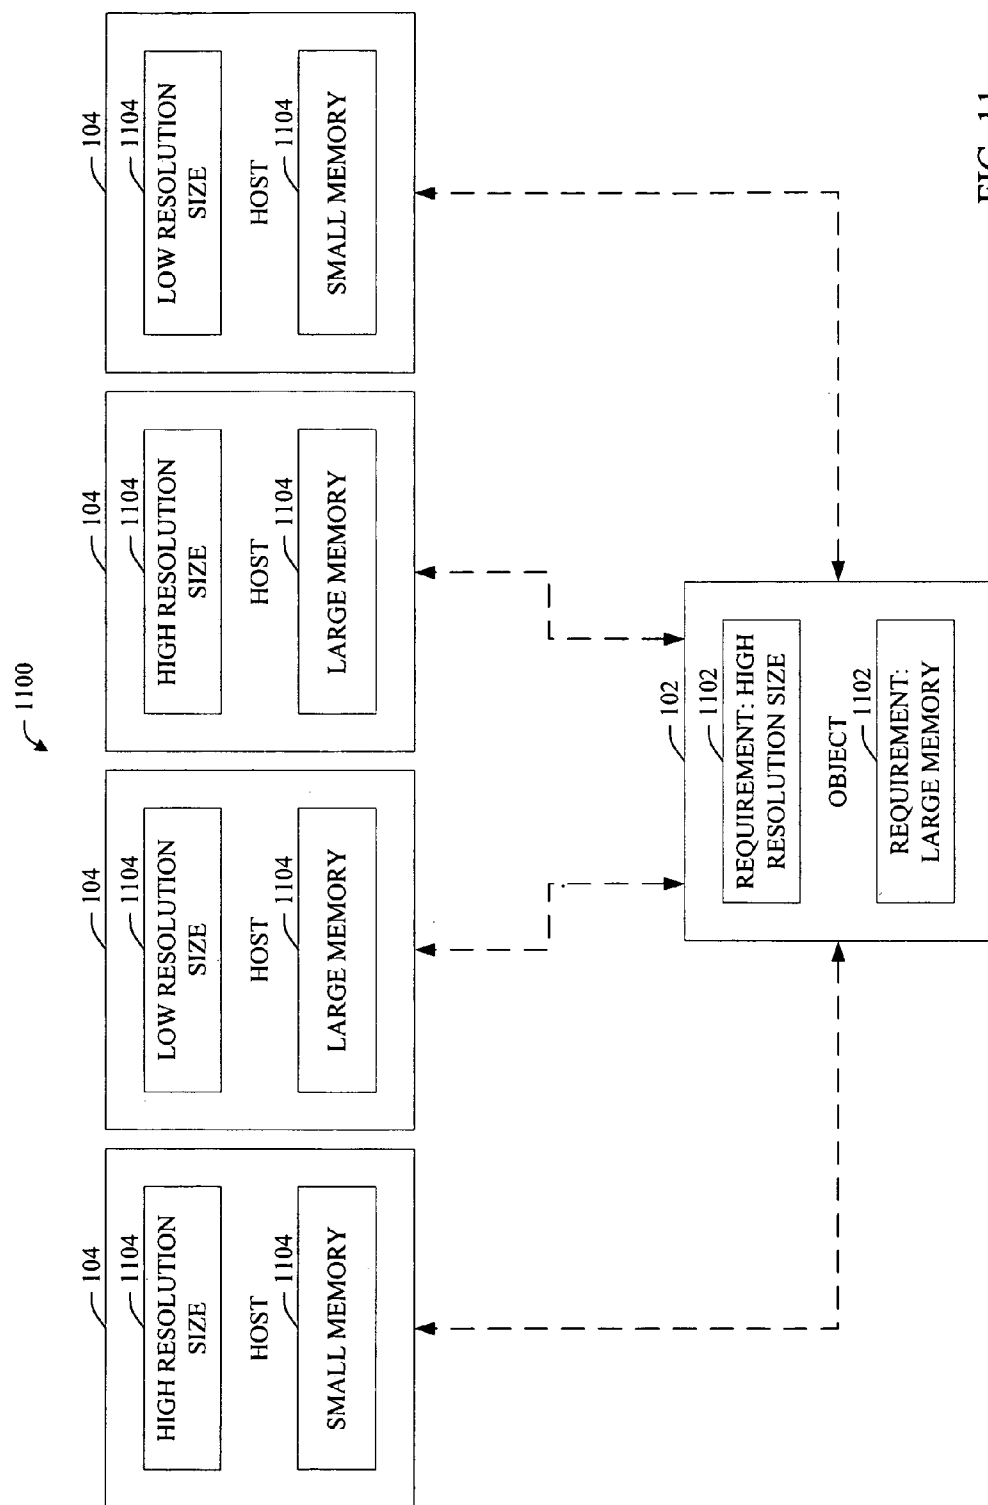 1100
104
1104
HIGH RESOLUTION
SIZE
HOST
1104
SMALL MEMORY
104
1104
LOW RESOLUTION
SIZE
HOST
1104
LARGE MEMORY
104
1104
HIGH RESOLUTION
SIZE
HOST
1104
LARGE MEMORY
104
1104
LOW RESOLUTION
SIZE
HOST
1104
SMALL MEMORY
102
1102
REQUIREMENT: HIGH
RESOLUTION SIZE
OBJECT
1102
REQUIREMENT:
LARGE MEMORY
FIG. 11